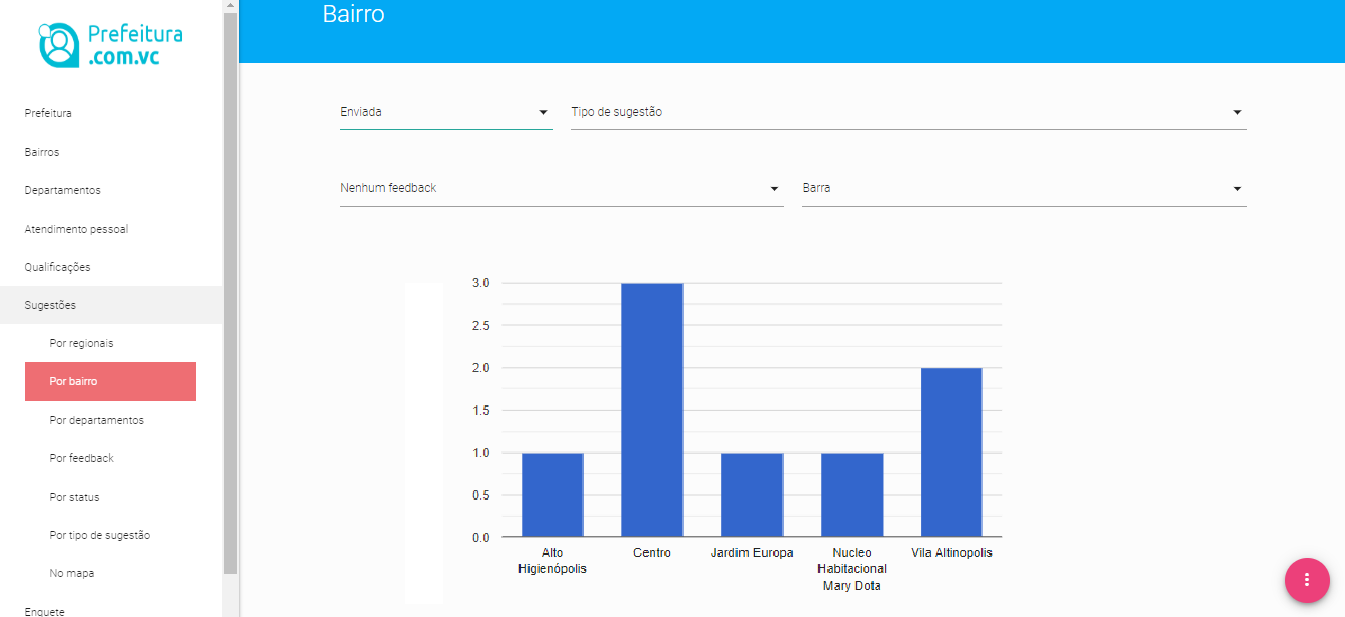 Prefeitura
.com.vc
Prefeitura
Bairros
Departamentos
Atendimento pessoal
Qualificações
Sugestões
Por regionais
Por bairro
Por departamentos
Por feedback
Por status
Por tipo de sugestão
No mapa
Enquete
Bairro
Enviada
Tipo de sugestão
Nenhum feedback
Barra
3.0
2.5
2.0
1.5
1.0
0.5
0.0
Alto
Higienópolis
Centro
Jardim Europa
Nucleo
Habitacional
Mary Dota
Vila Altinopolis